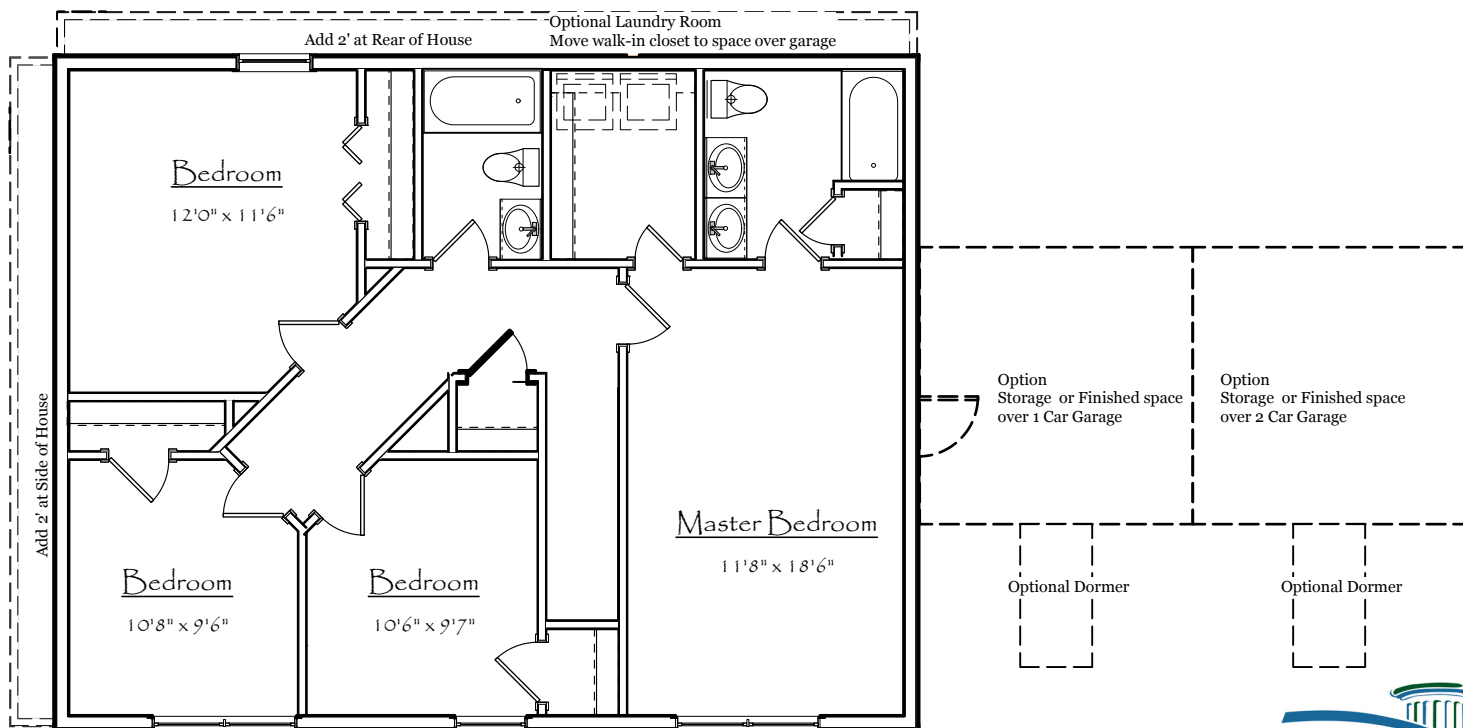 Optional Laundry Room
Add 2' at Rear of House
Move walk-in closet to space over garage
Add 2' at Side of House
Bedroom
12'0" x 11'6"
Option
Storage or Finished space
over 1 Car Garage
Option
Storage or Finished space
over 2 Car Garage
Master Bedroom
11'8" x 18'6"
Bedroom
10'8" x 9'6"
Bedroom
10'6" x 9'7"
Optional Dormer
Optional Dormer